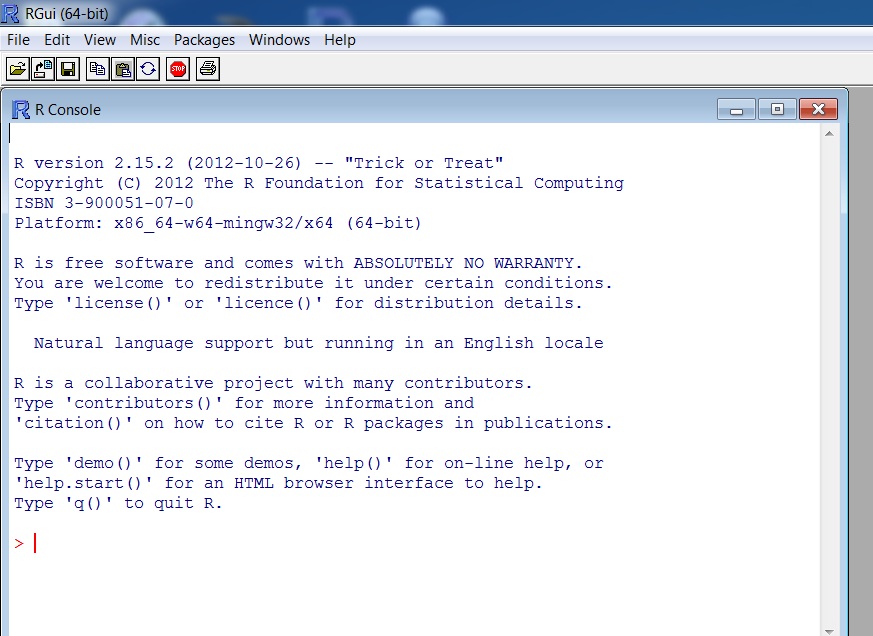 RGui (64-bit)
File Edit View Misc Packages Windows Help
STOP
R Console
R version 2.15.2 (2012-10-26) -- "Trick or Treat"
Copyright (C) 2012 The R Foundation for Statistical Computing
ISBN 3-900051-07-0
Platform: x86_64-w64-mingw32/x64 (64-bit)
R is free software and comes with ABSOLUTELY NO WARRANTY.
You are welcome to redistribute it under certain conditions.
Type 'license()' or 'licence()' for distribution details.
Natural language support but running in an English locale
R is a collaborative project with many contributors.
Type 'contributors()' for more information and
'citation()' on how to cite R or R packages in publications.
Type 'demo()' for some demos, 'help()' for on-line help, or
'help.start()' for an HTML browser interface to help.
Type 'q()' to quit R.
>